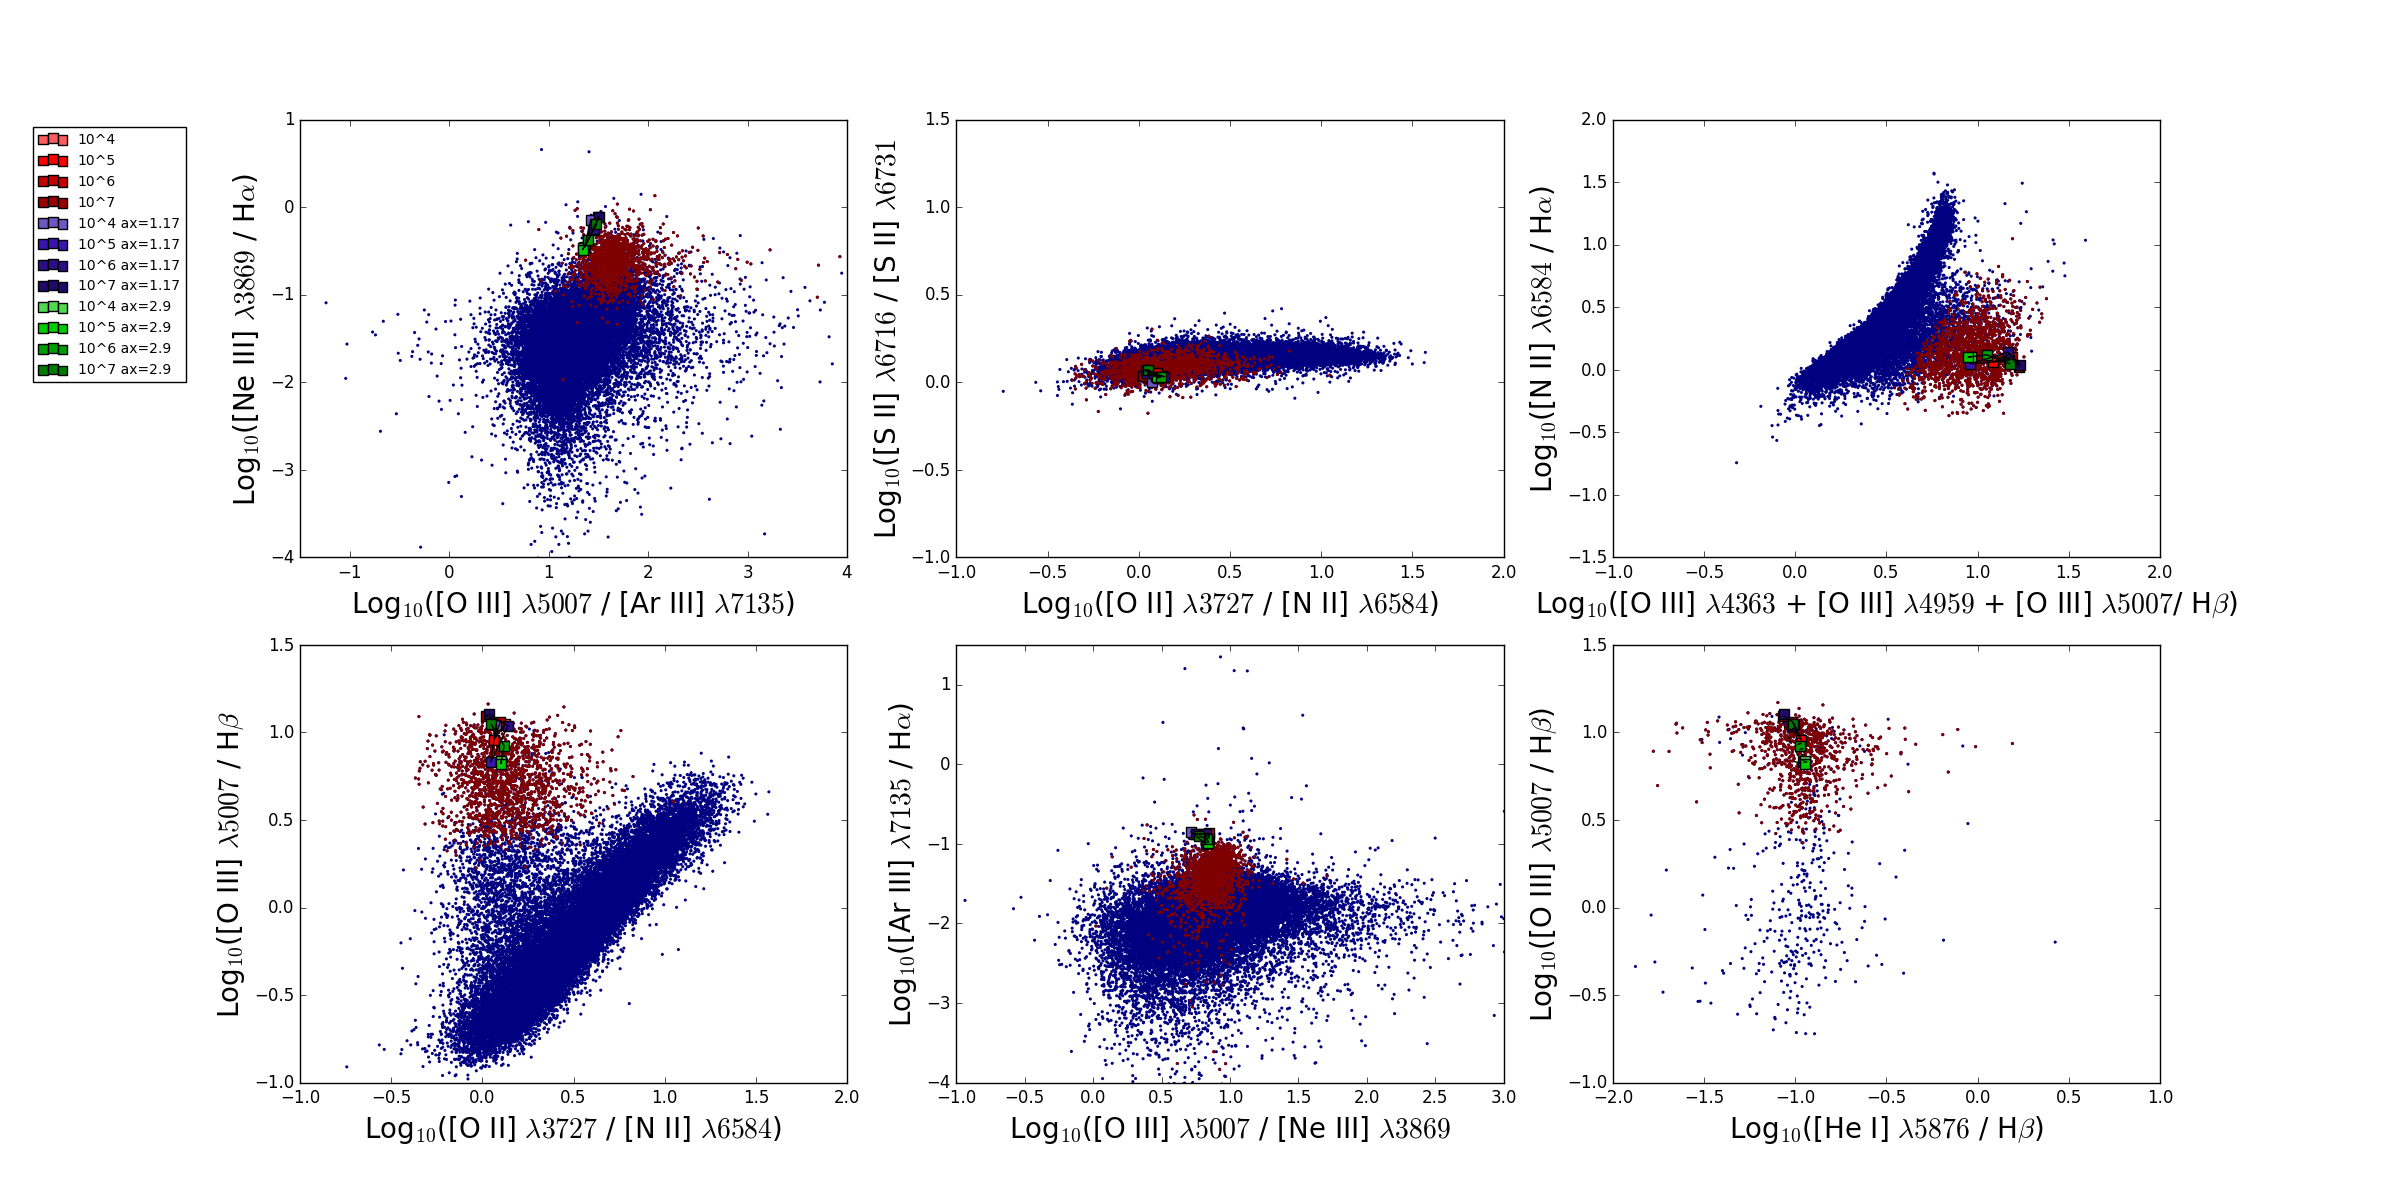 10^4
10^5
10^6
10^7
10^4 ax=1.17
10^5 ax=1.17
10^6 ax=1.17
10^7 ax=1.17
10^4 ax=2.9
10^5 ax=2.9
10^6 ax=2.9
10^7 ax=2.9
1
0
−1
−2
−3
−4
Log₁₀([Ne III] λ3869 / Hα)
−1 0 1 2 3 4
Log₁₀([O III] λ5007 / [Ar III] λ7135)
1.5
1.0
0.5
0.0
−0.5
−1.0
Log₁₀([S II] λ6716 / [S II] λ6731
−1.0 −0.5 0.0 0.5 1.0 1.5 2.0
Log₁₀([O II] λ3727 / [N II] λ6584)
2.0
1.5
1.0
0.5
0.0
−0.5
−1.0
−1.5
Log₁₀([N II] λ6584 / Hα)
−1.0 −0.5 0.0 0.5 1.0 1.5 2.0
Log₁₀([O III] λ4363 + [O III] λ4959 + [O III] λ5007/ Hβ)
1.5
1.0
0.5
0.0
−0.5
−1.0
Log₁₀([O III] λ5007 / Hβ
−1.0 −0.5 0.0 0.5 1.0 1.5 2.0
Log₁₀([O II] λ3727 / [N II] λ6584)
1
0
−1
−2
−3
−4
Log₁₀([Ar III] λ7135 / Hα)
−1.0 −0.5 0.0 0.5 1.0 1.5 2.0 2.5 3.0
Log₁₀([O III] λ5007 / [Ne III] λ3869
1.5
1.0
0.5
0.0
−0.5
−1.0
Log₁₀([O III] λ5007 / Hβ)
−2.0 −1.5 −1.0 −0.5 0.0 0.5 1.0
Log₁₀([He I] λ5876 / Hβ)